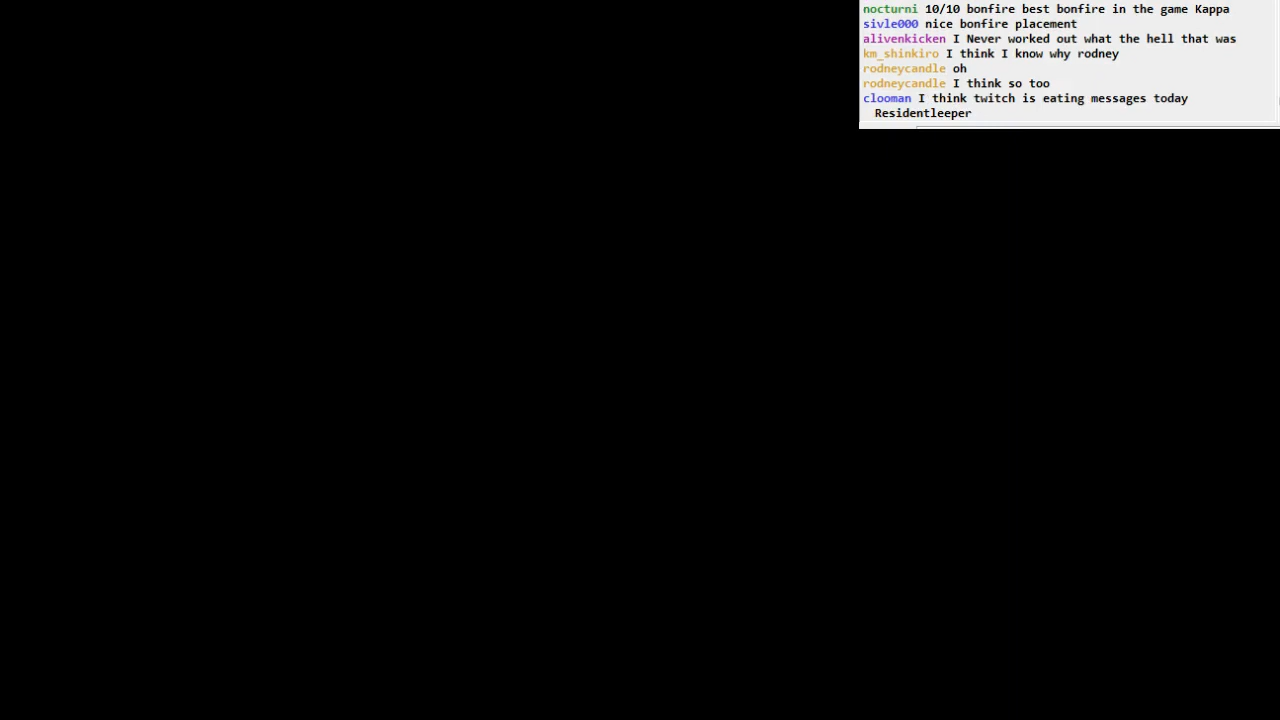 nocturni 10/10 bonfire best bonfire in the game Kappa
sivle000 nice bonfire placement
alivenkicken I Never worked out what the hell that was
km_shinkiro I think I know why rodney
rodneycandle oh
rodneycandle I think so too
clooman I think twitch is eating messages today
Residentleeper